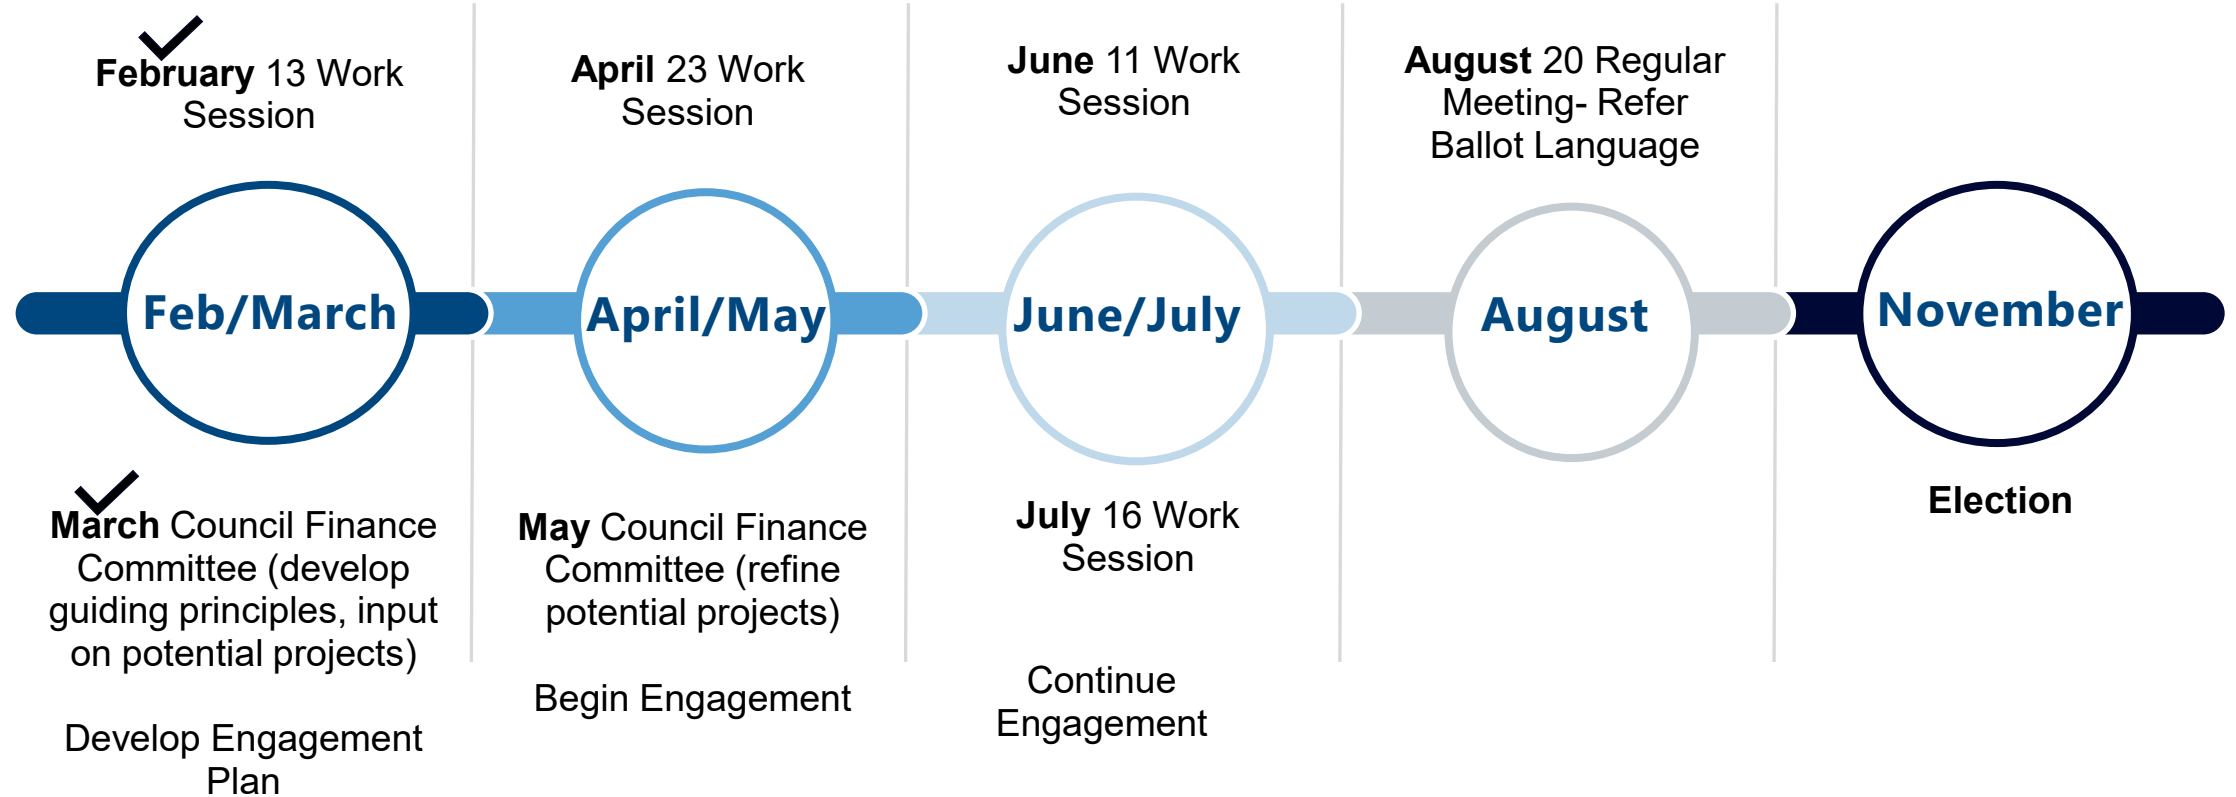 February 13 Work
Session
April 23 Work
Session
June 11 Work
Session
August 20 Regular
Meeting- Refer
Ballot Language
Feb/March
April/May
June/July
August
November
March Council Finance
Committee (develop
guiding principles, input
on potential projects)
Develop Engagement
Plan
May Council Finance
Committee (refine
potential projects)
Begin Engagement
July 16 Work
Session
Continue
Engagement
Election